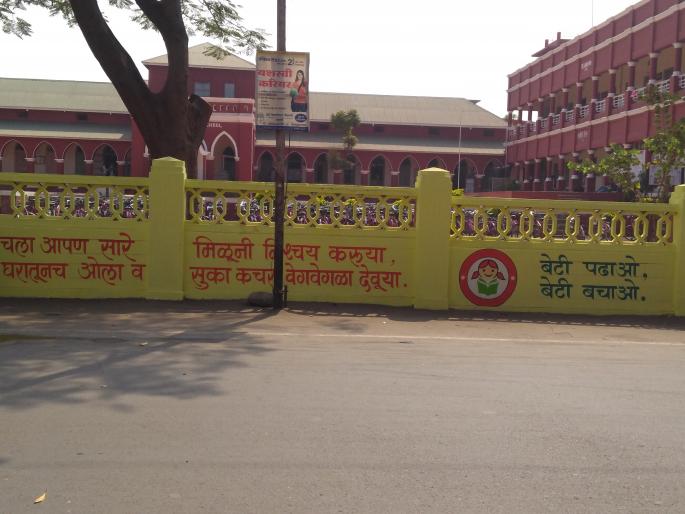 यशस्वी
करियर
चला आपण सारे
घरातूनच ओला व
मिळूनी निश्चय करूया,
सुका कचरा वेगवेगळा देवूया.
बेटी पढाओ,
बेटी बचाओ.